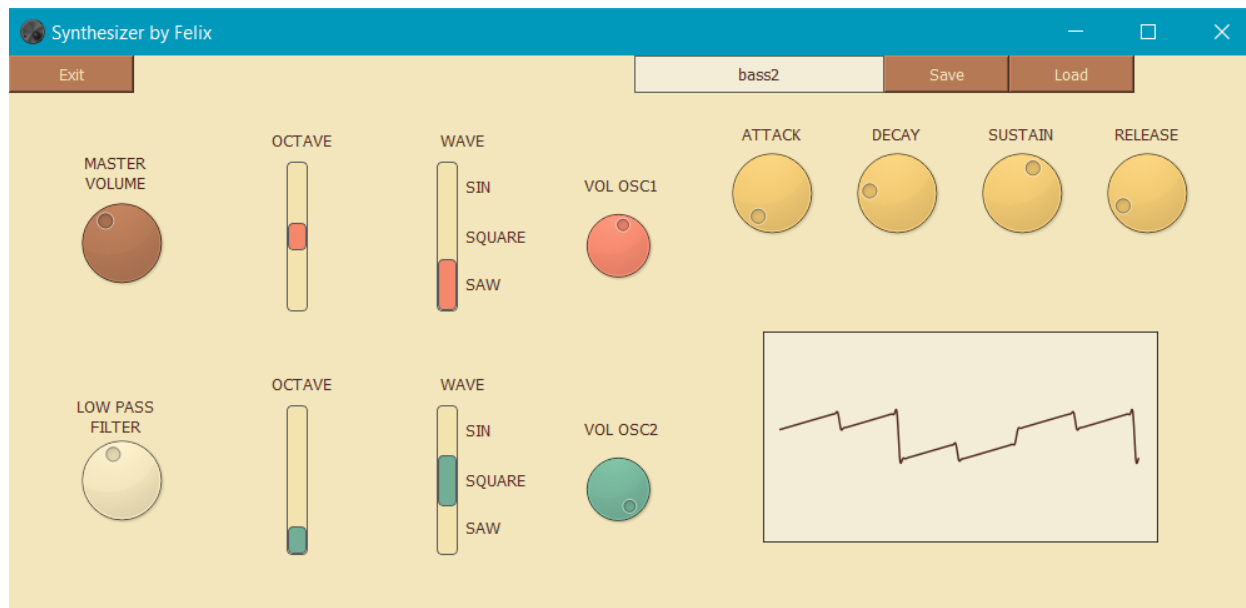 Synthesizer by Felix
Exit
bass2
Save
Load
MASTER
VOLUME
OCTAVE
WAVE
SIN
SQUARE
SAW
VOL OSC1
ATTACK
DECAY
SUSTAIN
RELEASE
LOW PASS
FILTER
OCTAVE
WAVE
SIN
SQUARE
SAW
VOL OSC2